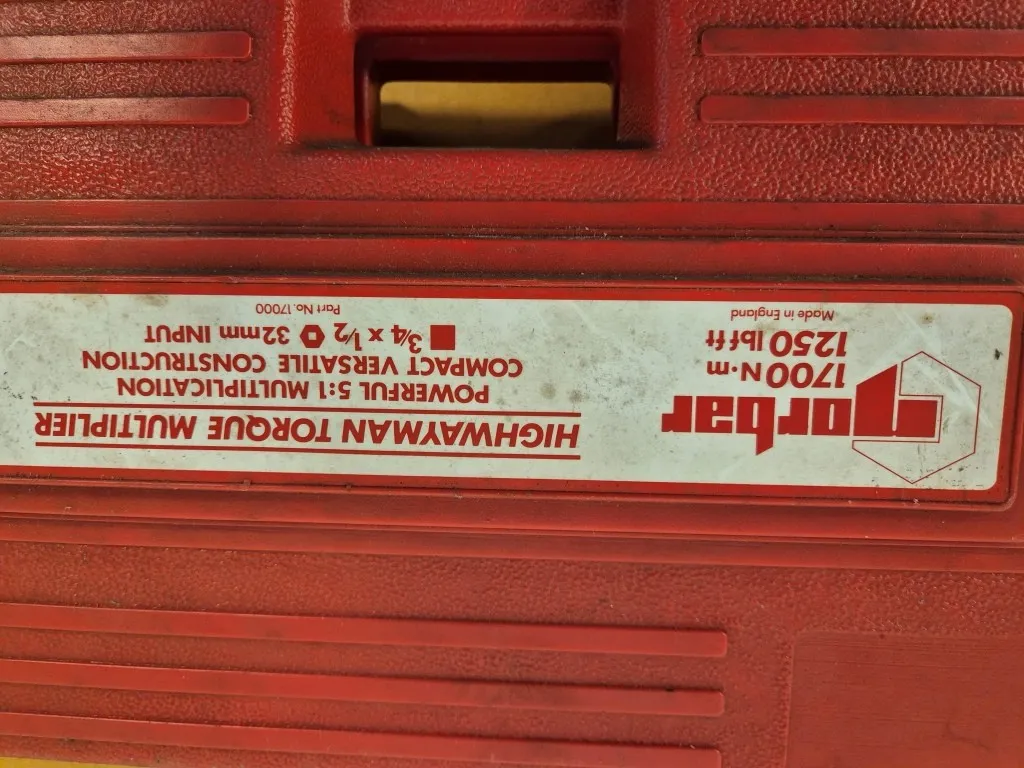 norbar
1700 N·m
1250 lbf ft
Made in England
HIGHWAYMAN TORQUE MULTIPLIER
POWERFUL 5:1 MULTIPLICATION
COMPACT VERSATILE CONSTRUCTION
■ 3/4 x 1/2 32mm INPUT
Part No. 17000